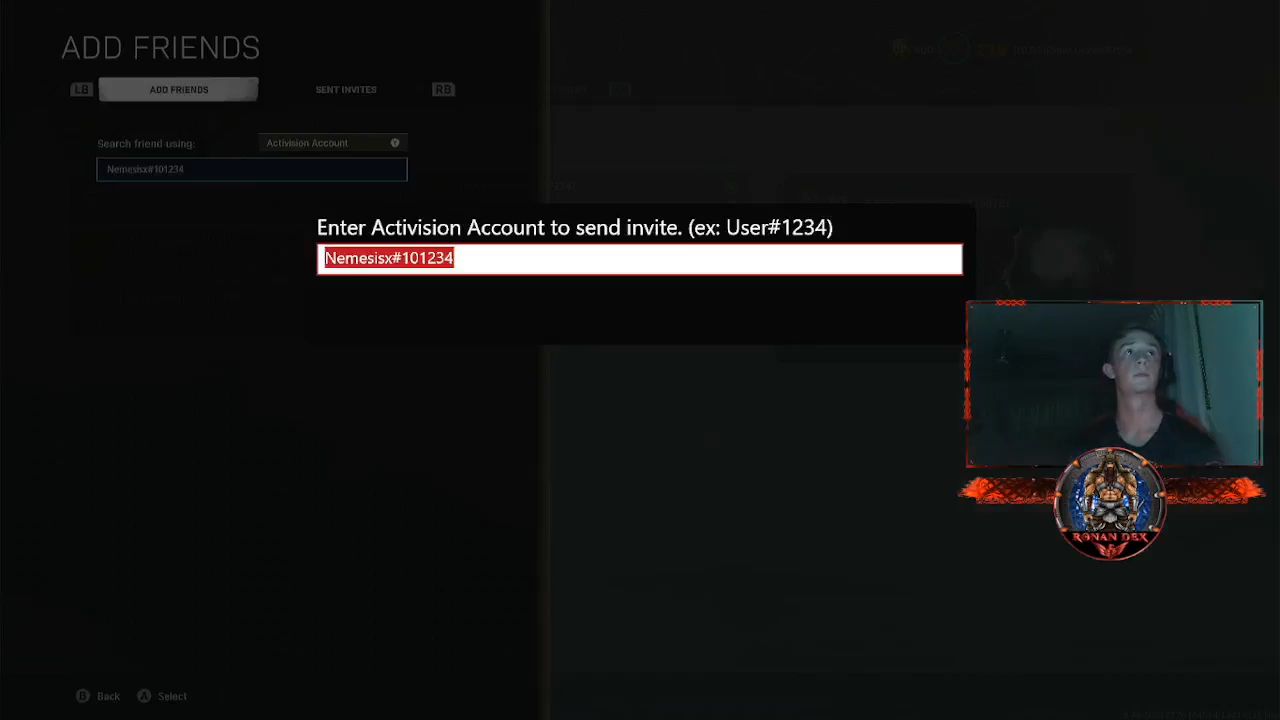 ADD FRIENDS
LB ADD FRIENDS SENT INVITES RB
Search friend using: Activision Account Y
Nemesisx#101234
Enter Activision Account to send invite. (ex: User#1234)
Nemesisx#101234
RONAN DEX
B Back A Select